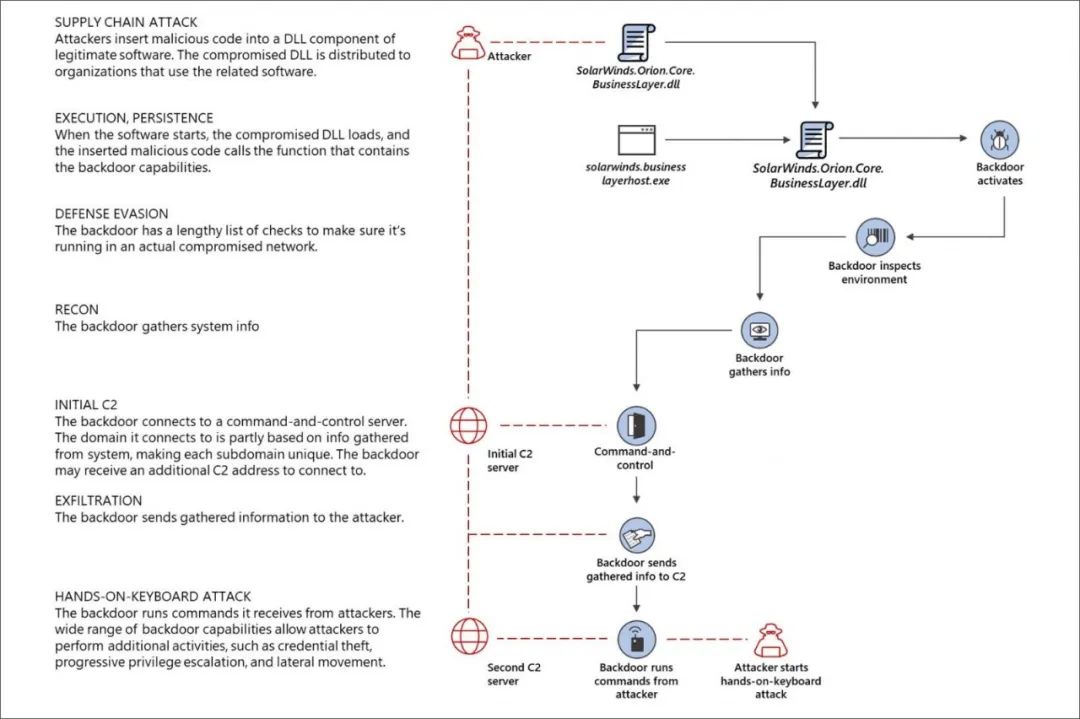 SUPPLY CHAIN ATTACK
Attackers insert malicious code into a DLL component of
legitimate software. The compromised DLL is distributed to
organizations that use the related software.
EXECUTION, PERSISTENCE
When the software starts, the compromised DLL loads, and
the inserted malicious code calls the function that contains
the backdoor capabilities.
DEFENSE EVASION
The backdoor has a lengthy list of checks to make sure it's
running in an actual compromised network.
RECON
The backdoor gathers system info
INITIAL C2
The backdoor connects to a command-and-control server.
The domain it connects to is partly based on info gathered
from system, making each subdomain unique. The backdoor
may receive an additional C2 address to connect to.
EXFILTRATION
The backdoor sends gathered information to the attacker.
HANDS-ON-KEYBOARD ATTACK
The backdoor runs commands it receives from attackers. The
wide range of backdoor capabilities allow attackers to
perform additional activities, such as credential theft,
progressive privilege escalation, and lateral movement.
Attacker
SolarWinds.Orion.Core.
BusinessLayer.dll
solarwinds.business
layerhost.exe
SolarWinds.Orion.Core.
BusinessLayer.dll
Backdoor
activates
Backdoor inspects
environment
Backdoor
gathers info
Initial C2
server
Command-and-
control
Backdoor sends
gathered info to C2
Second C2
server
Backdoor runs
commands from
attacker
Attacker starts
hands-on-keyboard
attack